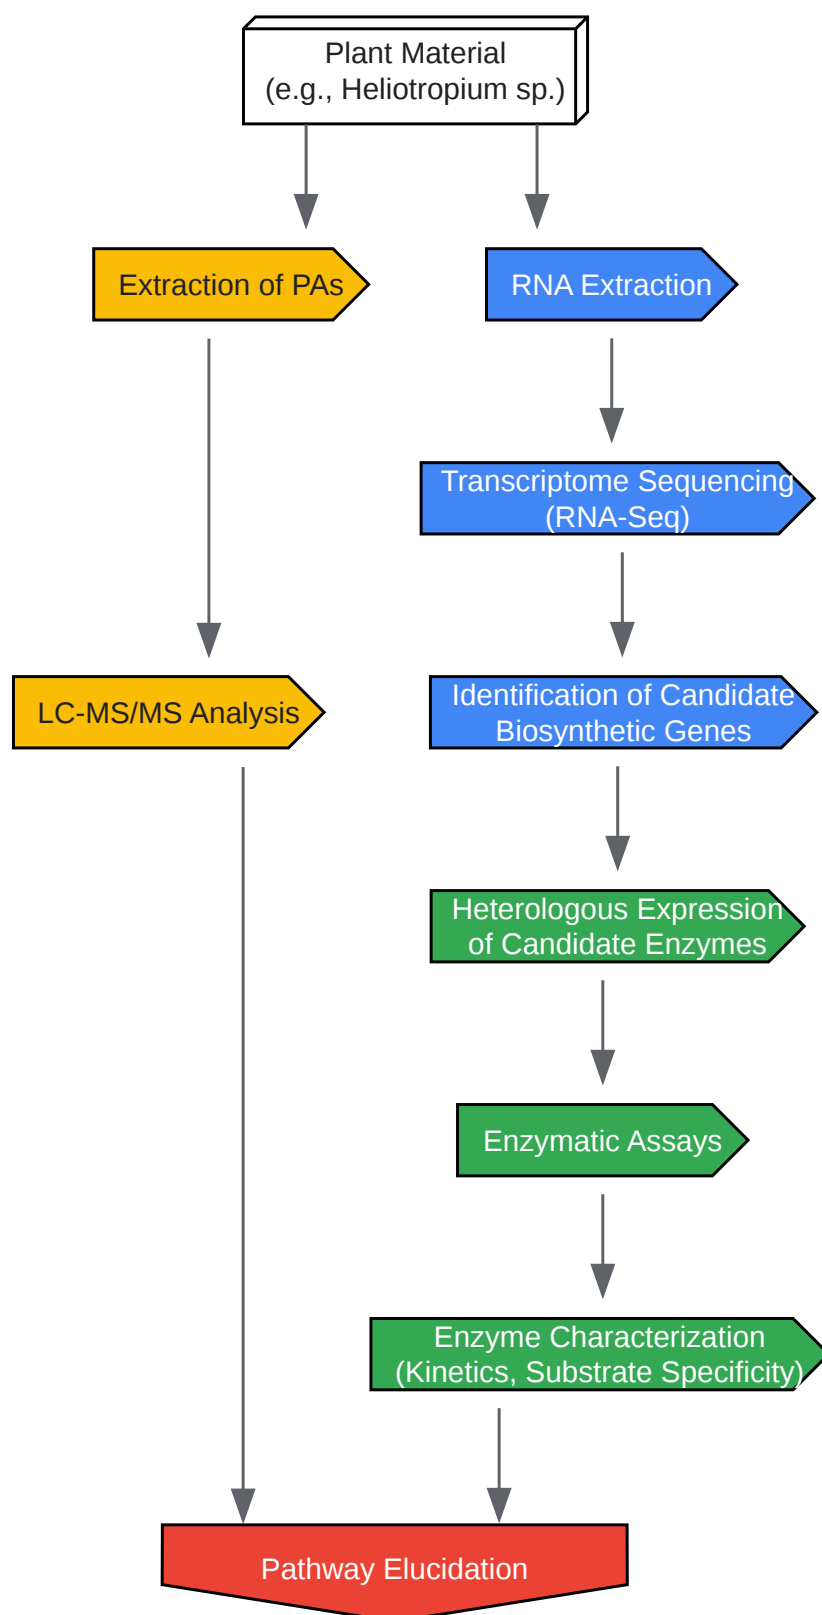 Plant Material
(e.g., Heliotropium sp.)
Extraction of PAs
RNA Extraction
Transcriptome Sequencing
(RNA-Seq)
LC-MS/MS Analysis
Identification of Candidate
Biosynthetic Genes
Heterologous Expression
of Candidate Enzymes
Enzymatic Assays
Enzyme Characterization
(Kinetics, Substrate Specificity)
Pathway Elucidation